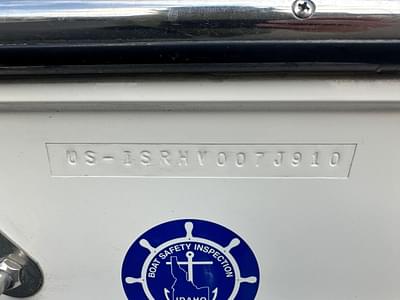 US-ISRHV007J910
BOAT SAFETY INSPECTION
IDAHO